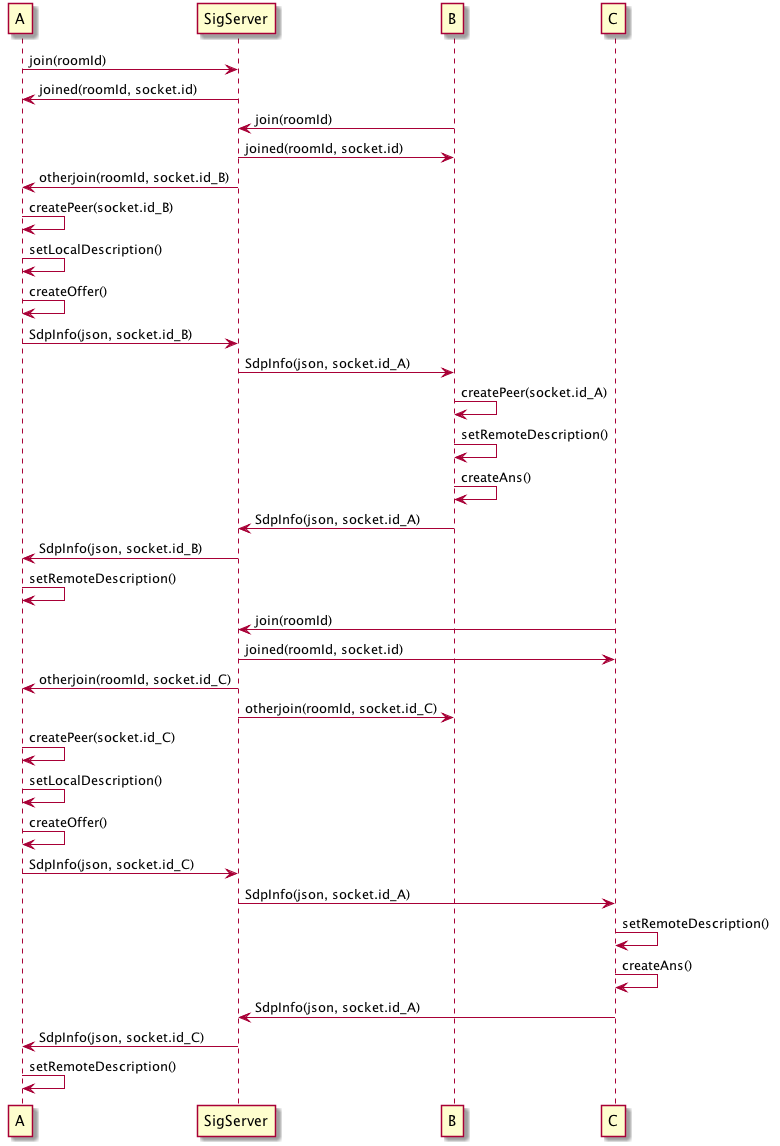 A
SigServer
B
C
join(roomId)
joined(roomId, socket.id)
join(roomId)
joined(roomId, socket.id)
otherjoin(roomId, socket.id_B)
createPeer(socket.id_B)
setLocalDescription()
createOffer()
SdpInfo(json, socket.id_B)
SdpInfo(json, socket.id_A)
createPeer(socket.id_A)
setRemoteDescription()
createAns()
SdpInfo(json, socket.id_A)
SdpInfo(json, socket.id_B)
setRemoteDescription()
join(roomId)
joined(roomId, socket.id)
otherjoin(roomId, socket.id_C)
otherjoin(roomId, socket.id_C)
createPeer(socket.id_C)
setLocalDescription()
createOffer()
SdpInfo(json, socket.id_C)
SdpInfo(json, socket.id_A)
setRemoteDescription()
createAns()
SdpInfo(json, socket.id_A)
SdpInfo(json, socket.id_C)
setRemoteDescription()
A
SigServer
B
C